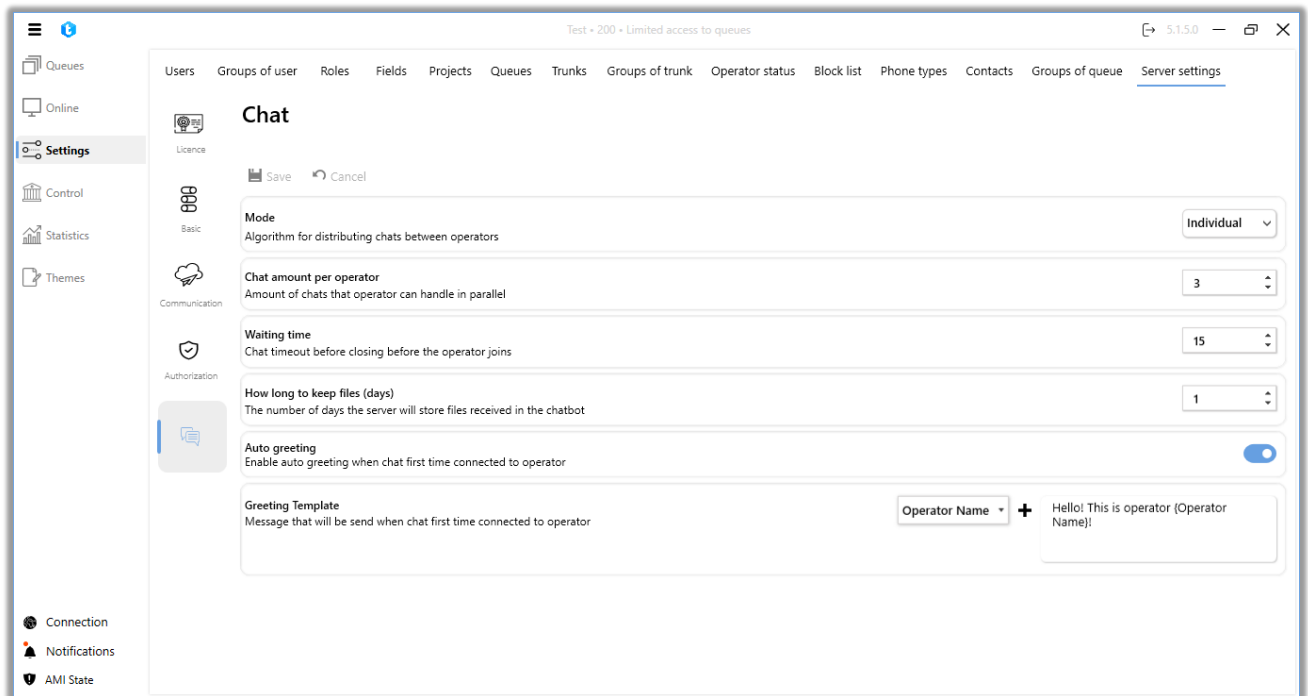 Test • 200 • Limited access to queues
5.1.5.0
Queues
Online
Settings
Control
Statistics
Themes
Connection
Notifications
AMI State
Users Groups of user Roles Fields Projects Queues Trunks Groups of trunk Operator status Block list Phone types Contacts Groups of queue Server settings
Licence
Basic
Communication
Authorization
Chat
Save Cancel
Mode
Algorithm for distributing chats between operators
Individual
Chat amount per operator
Amount of chats that operator can handle in parallel
3
Waiting time
Chat timeout before closing before the operator joins
15
How long to keep files (days)
The number of days the server will store files received in the chatbot
1
Auto greeting
Enable auto greeting when chat first time connected to operator
Greeting Template
Message that will be send when chat first time connected to operator
Operator Name
Hello! This is operator {Operator
Name}!